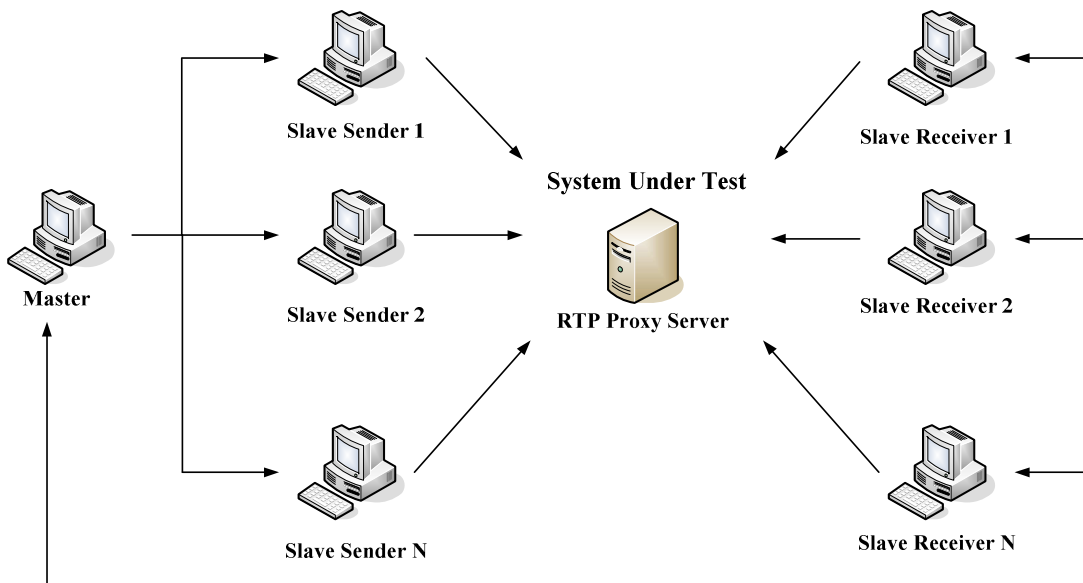 Slave Sender 1
Slave Receiver 1
System Under Test
Master
Slave Sender 2
RTP Proxy Server
Slave Receiver 2
Slave Sender N
Slave Receiver N